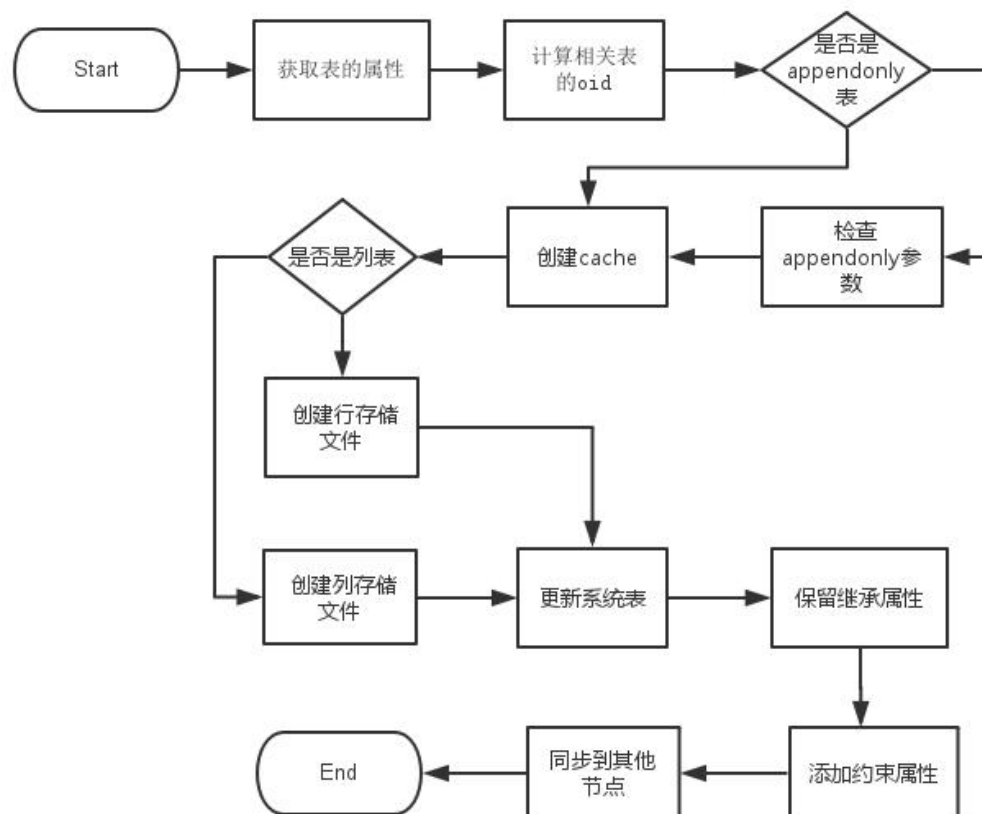 Start
获取表的属性
计算相关表
的oid
是否是
appendonly
表
是否是列表
创建cache
检查
appendonly参
数
创建行存储
文件
创建列存储
文件
更新系统表
保留继承属性
End
同步到其他
节点
添加约束属性